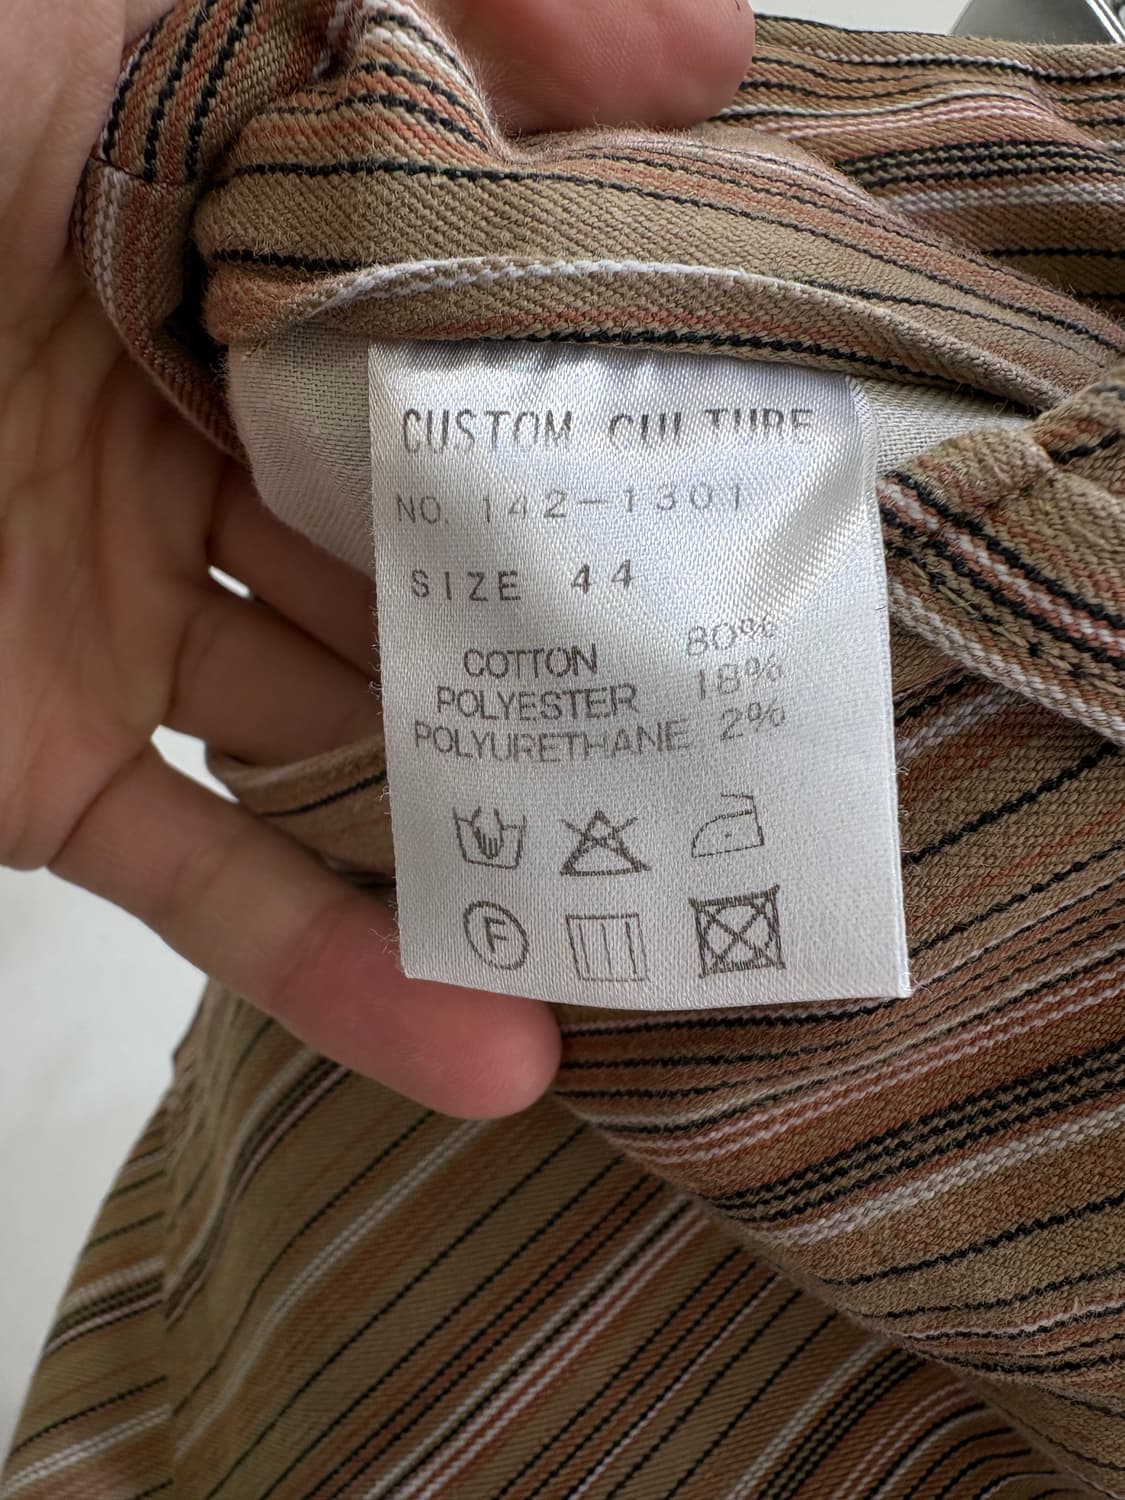 CUSTOM CULTURE
NO. 142-1301
SIZE 44
COTTON 80%
POLYESTER 18%
POLYURETHANE 2%
F